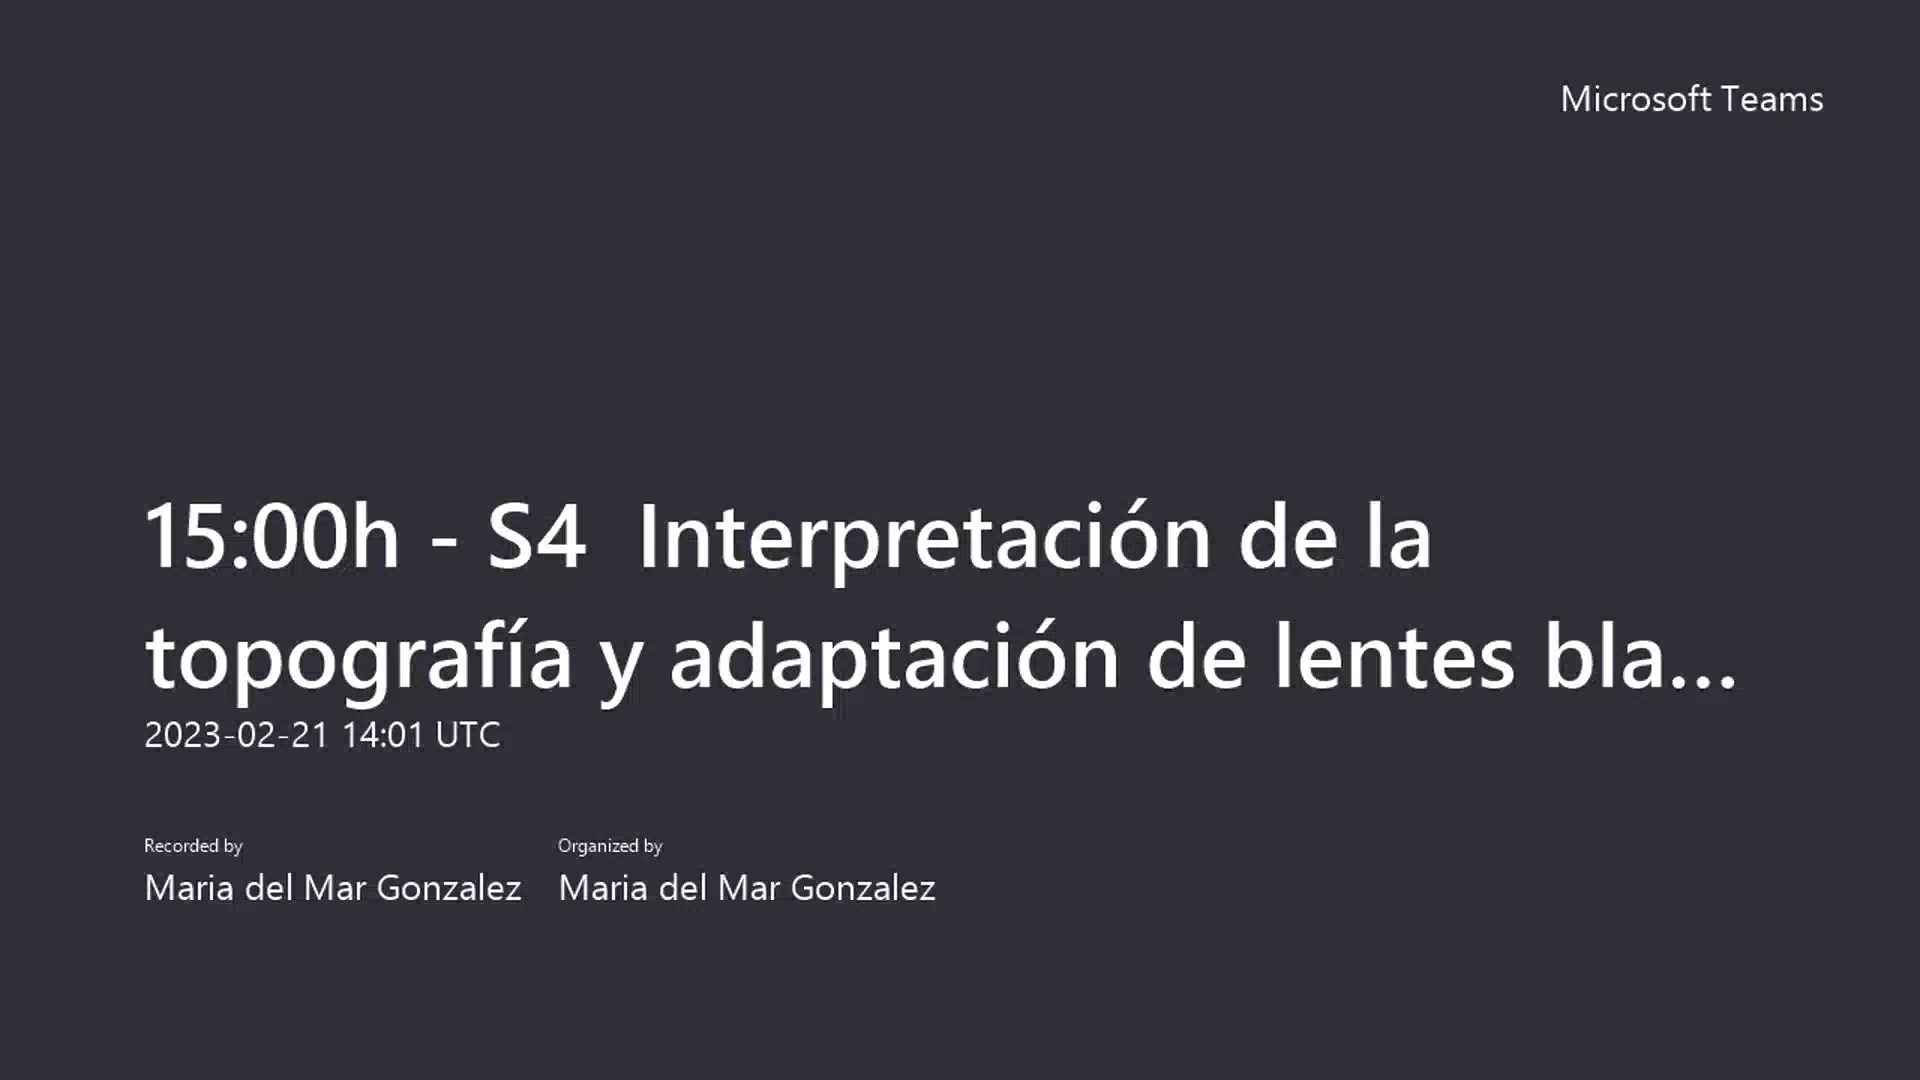 Microsoft Teams
15:00h - S4  Interpretación de la
topografía y adaptación de lentes bla...
2023-02-21 14:01 UTC
Recorded by
Maria del Mar Gonzalez
Organized by
Maria del Mar Gonzalez